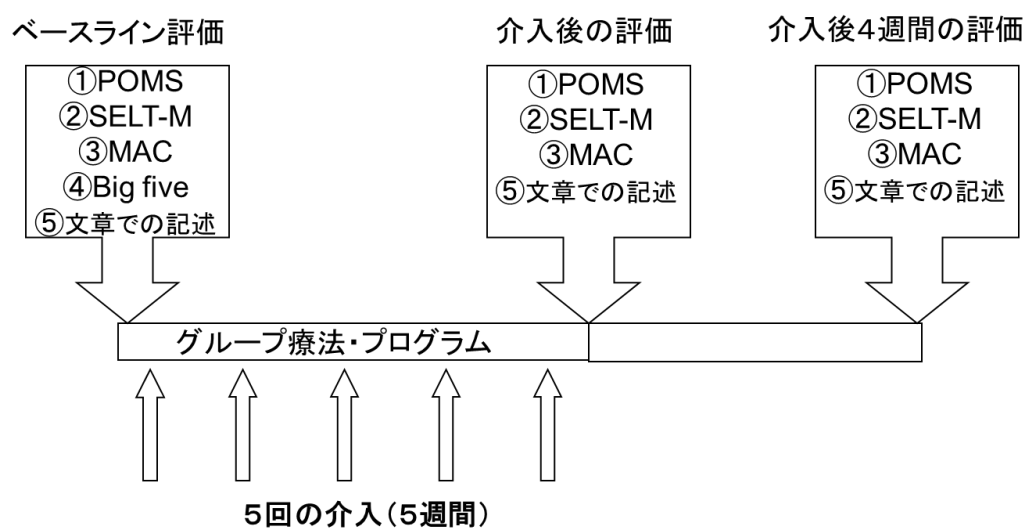 ベースライン評価
①POMS
②SELT-M
③MAC
④Big five
⑤文章での記述
介入後の評価
①POMS
②SELT-M
③MAC
⑤文章での記述
介入後４週間の評価
①POMS
②SELT-M
③MAC
⑤文章での記述
グループ療法・プログラム
５回の介入（５週間）